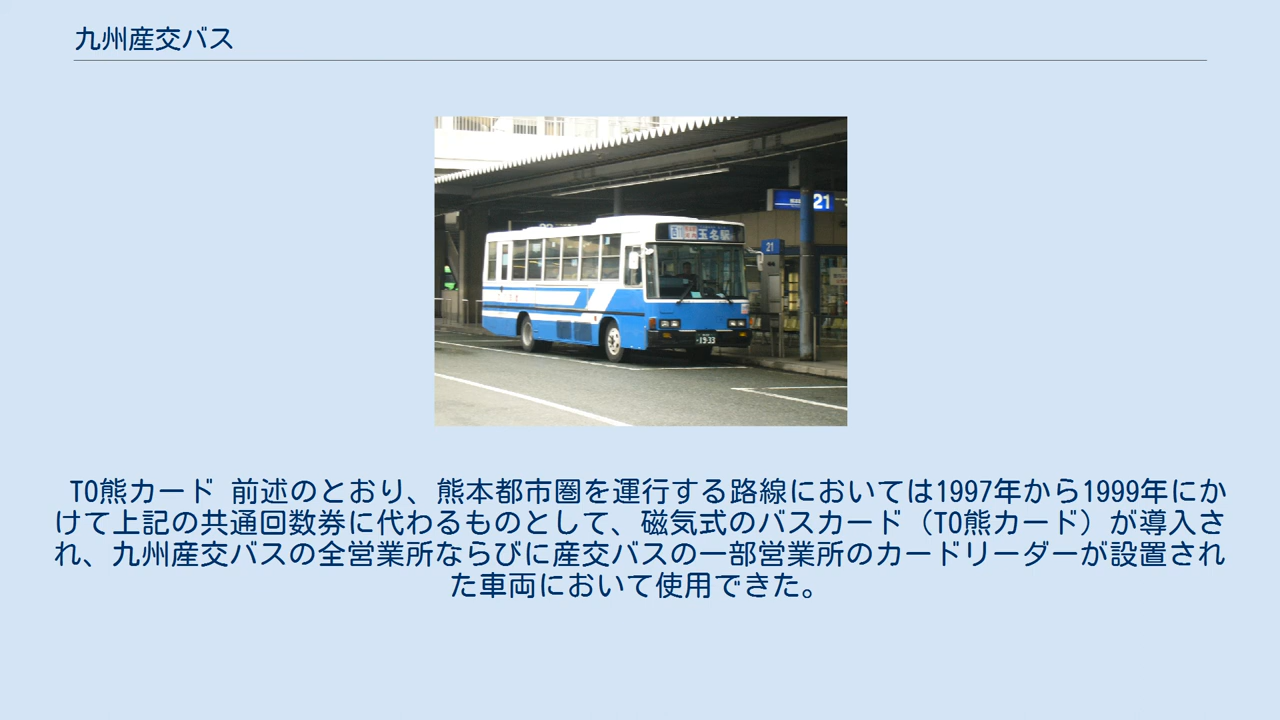 九州産交バス
21
21
玉名駅
-1933
TO熊カード 前述のとおり、熊本都市圏を運行する路線においては1997年から1999年にか
けて上記の共通回数券に代わるものとして、磁気式のバスカード（TO熊カード）が導入さ
れ、九州産交バスの全営業所ならびに産交バスの一部営業所のカードリーダーが設置され
た車両において使用できた。